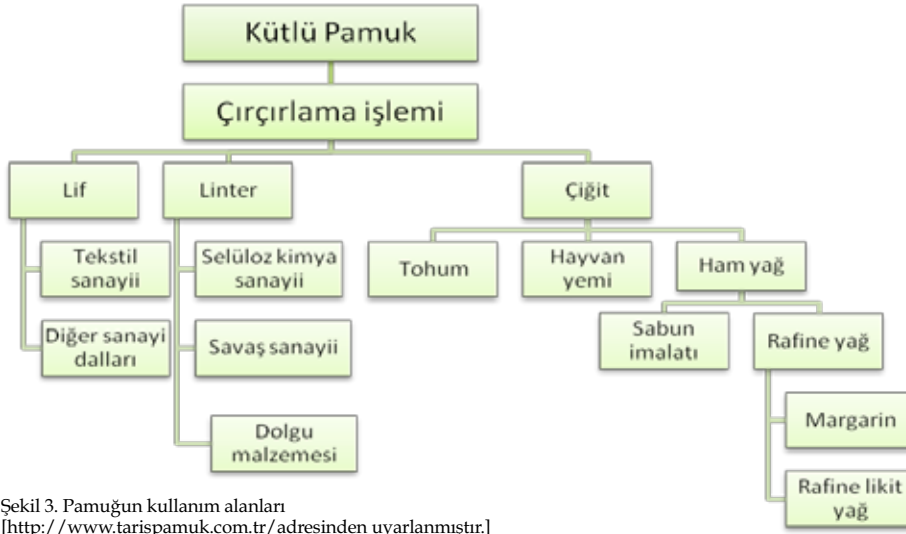 Kütlü Pamuk
Çırçırlama işlemi
Lif
Linter
Çiğit
Tekstil
sanayii
Diğer sanayi
dalları
Selüloz kimya
sanayii
Savaş sanayii
Dolgu
malzemesi
Tohum
Hayvan
yemi
Ham yağ
Sabun
imalatı
Rafine yağ
Margarin
Rafine likit
yağ
Şekil 3. Pamuğun kullanım alanları
[http://www.tarispamuk.com.tr/adresinden uyarlanmıştır.]